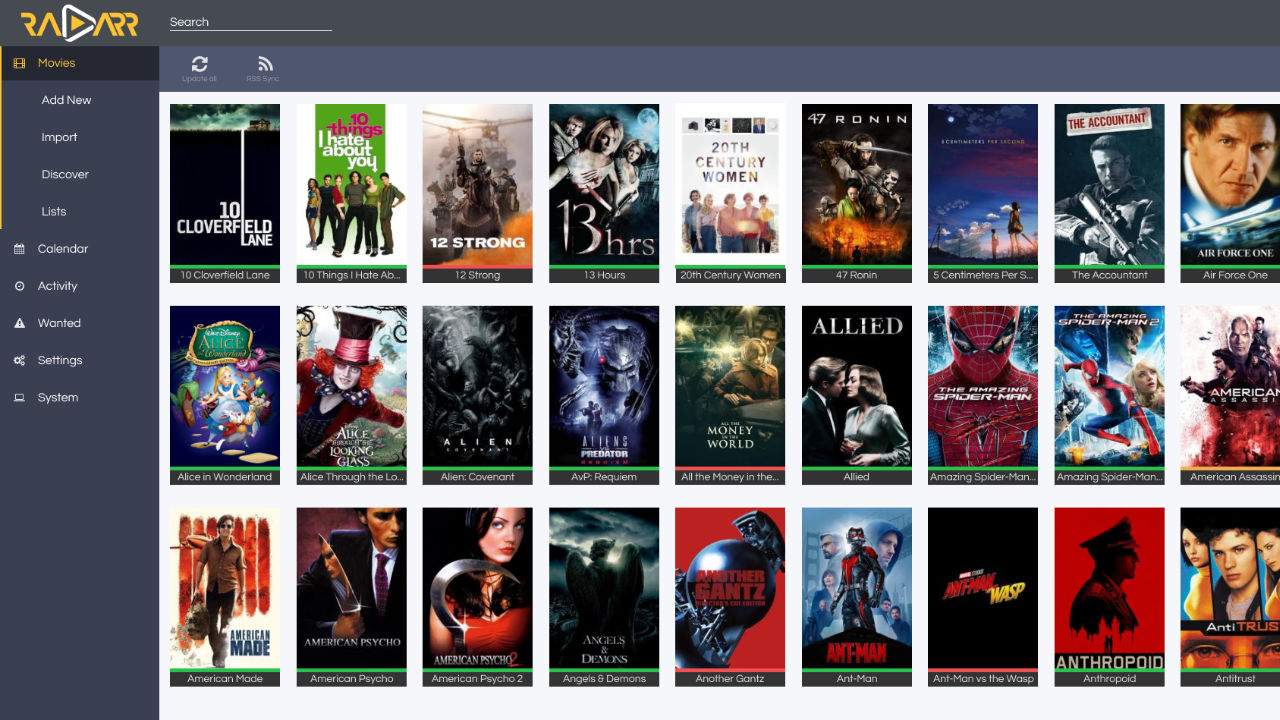 RADARR
Search
Movies
Add New
Import
Discover
Lists
Calendar
Activity
Wanted
Settings
System
Update all
RSS Sync
10
CLOVERFIELD
LANE
10 Cloverfield Lane
10
things
I hate
about
you
10 Things I Hate Ab...
12 STRONG
12 Strong
13hrs
13 Hours
20TH
CENTURY
WOMEN
20th Century Women
47 RONIN
47 Ronin
5 CENTIMETERS PER SECOND
5 Centimeters Per S...
THE ACCOUNTANT
The Accountant
AIR FORCE ONE
Air Force One
Walt Disney
ALICE
in Wonderland
Alice in Wonderland
ALICE
THROUGH THE
LOOKING
GLASS
Alice Through the Lo...
ALIEN
COVENANT
Alien: Covenant
ALIENS
PREDATOR
REQUIEM
AvP: Requiem
ALL THE
MONEY
IN THE
WORLD
All the Money in the...
ALLIED
Allied
THE AMAZING
SPIDER-MAN
Amazing Spider-Man...
THE AMAZING
SPIDER-MAN 2
Amazing Spider-Man...
AMERICAN
ASSASSIN
American Assassin
AMERICAN
MADE
American Made
AMERICAN PSYCHO
American Psycho
AMERICAN PSYCHO 2
American Psycho 2
ANGELS
&
DEMONS
Angels & Demons
ANOTHER
GANTZ
DIRECTOR'S CUT EDITION
Another Gantz
ANT-MAN
Ant-Man
MARVEL STUDIOS
ANT-MAN
WASP
Ant-Man vs the Wasp
ANTHROPOID
Anthropoid
AntiTRUST
Antitrust